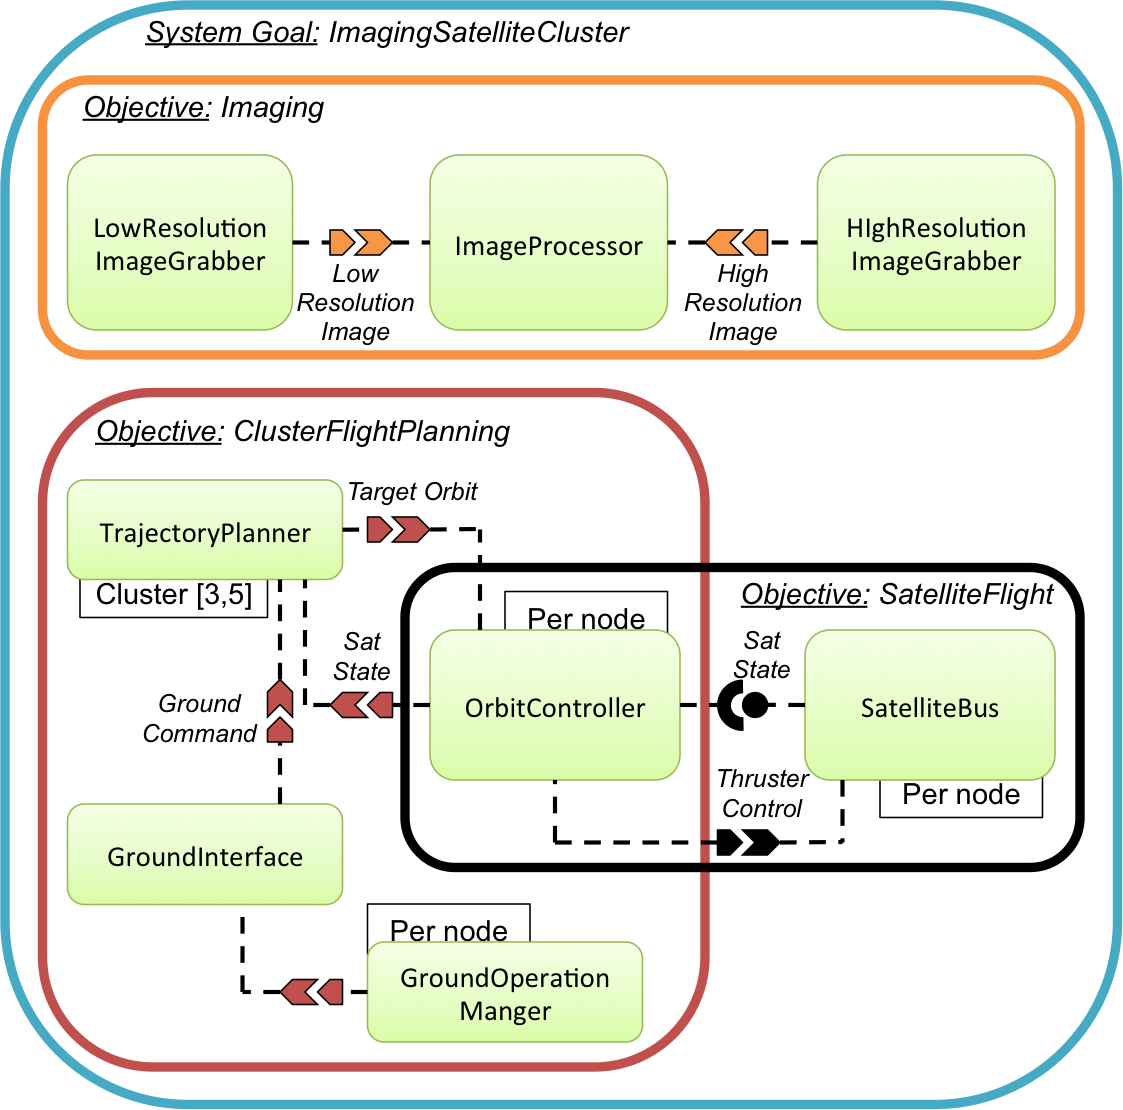 System Goal: ImagingSatelliteCluster
Objective: Imaging
LowResolution
ImageGrabber
Low
Resolution
Image
ImageProcessor
High
Resolution
Image
HIghResolution
ImageGrabber
Objective: ClusterFlightPlanning
Target Orbit
TrajectoryPlanner
Cluster [3,5]
Objective: SatelliteFlight
Per node
Sat
State
OrbitController
Sat
State
SatelliteBus
Per node
Ground
Command
Thruster
Control
GroundInterface
Per node
GroundOperation
Manger